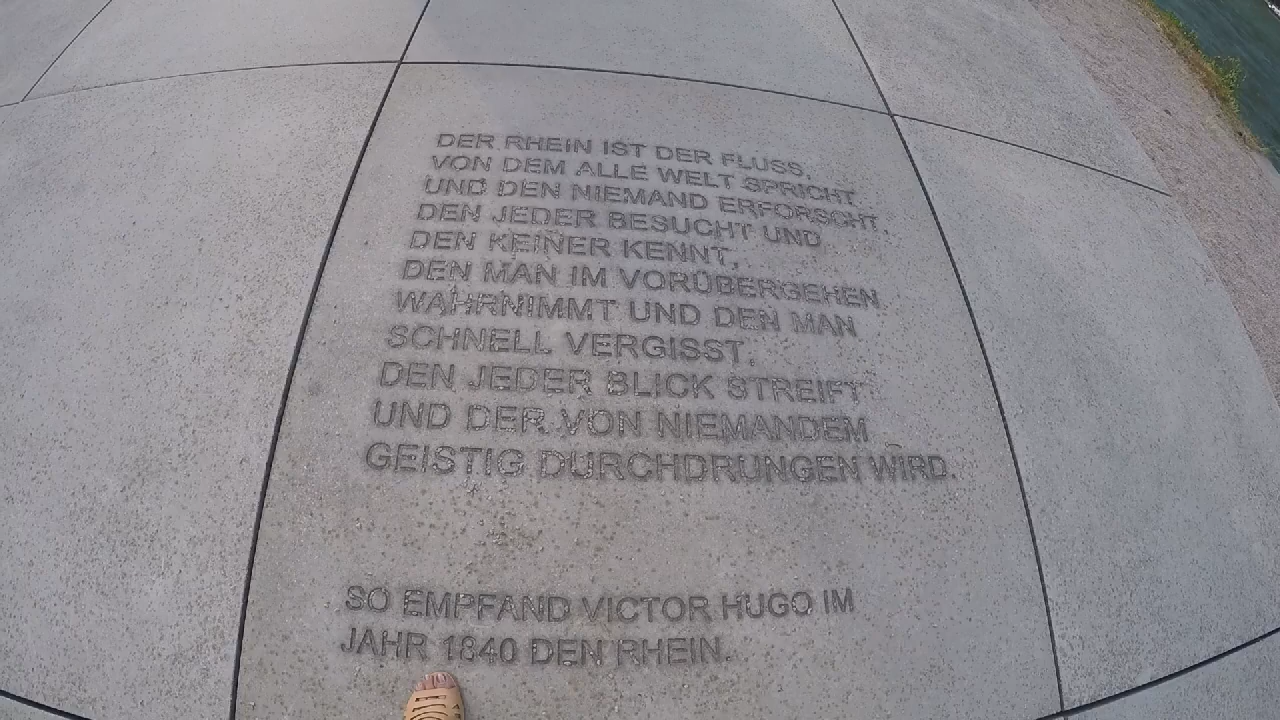 DER RHEIN IST DER FLUSS,
VON DEM ALLE WELT SPRICHT
UND DEN NIEMAND ERFORSCHT,
DEN JEDER BESUCHT UND
DEN KEINER KENNT,
DEN MAN IM VORÜBERGEHEN
WAHRNIMMT UND DEN MAN
SCHNELL VERGISST,
DEN JEDER BLICK STREIFT
UND DER VON NIEMANDEM
GEISTIG DURCHDRUNGEN WIRD.
SO EMPFAND VICTOR HUGO IM
JAHR 1840 DEN RHEIN.